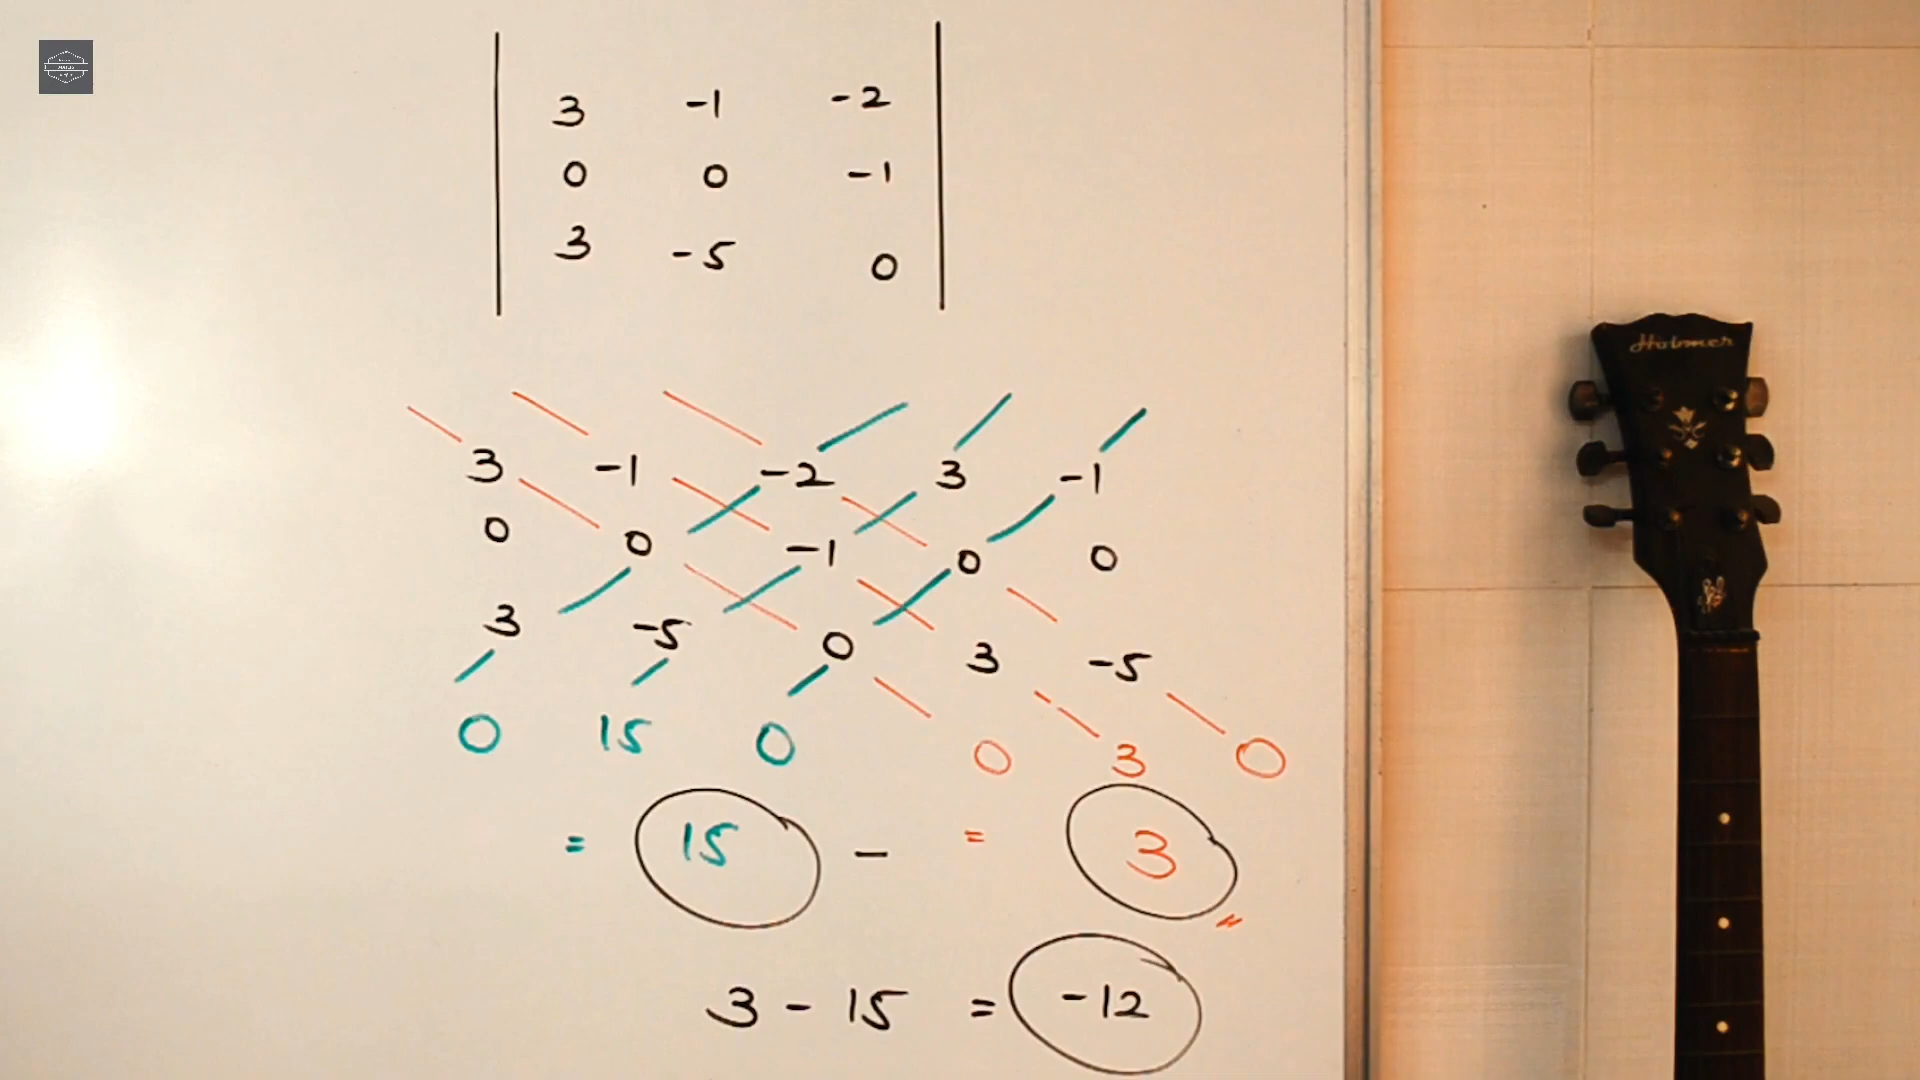 3 -1 -2
0 0 -1
3 -5 0
3 -1 -2 3 -1
0 0 -1 0 0
3 -5 0 3 -5
0 15 0 0 3 0
= 15 - = 3
3 - 15 = -12